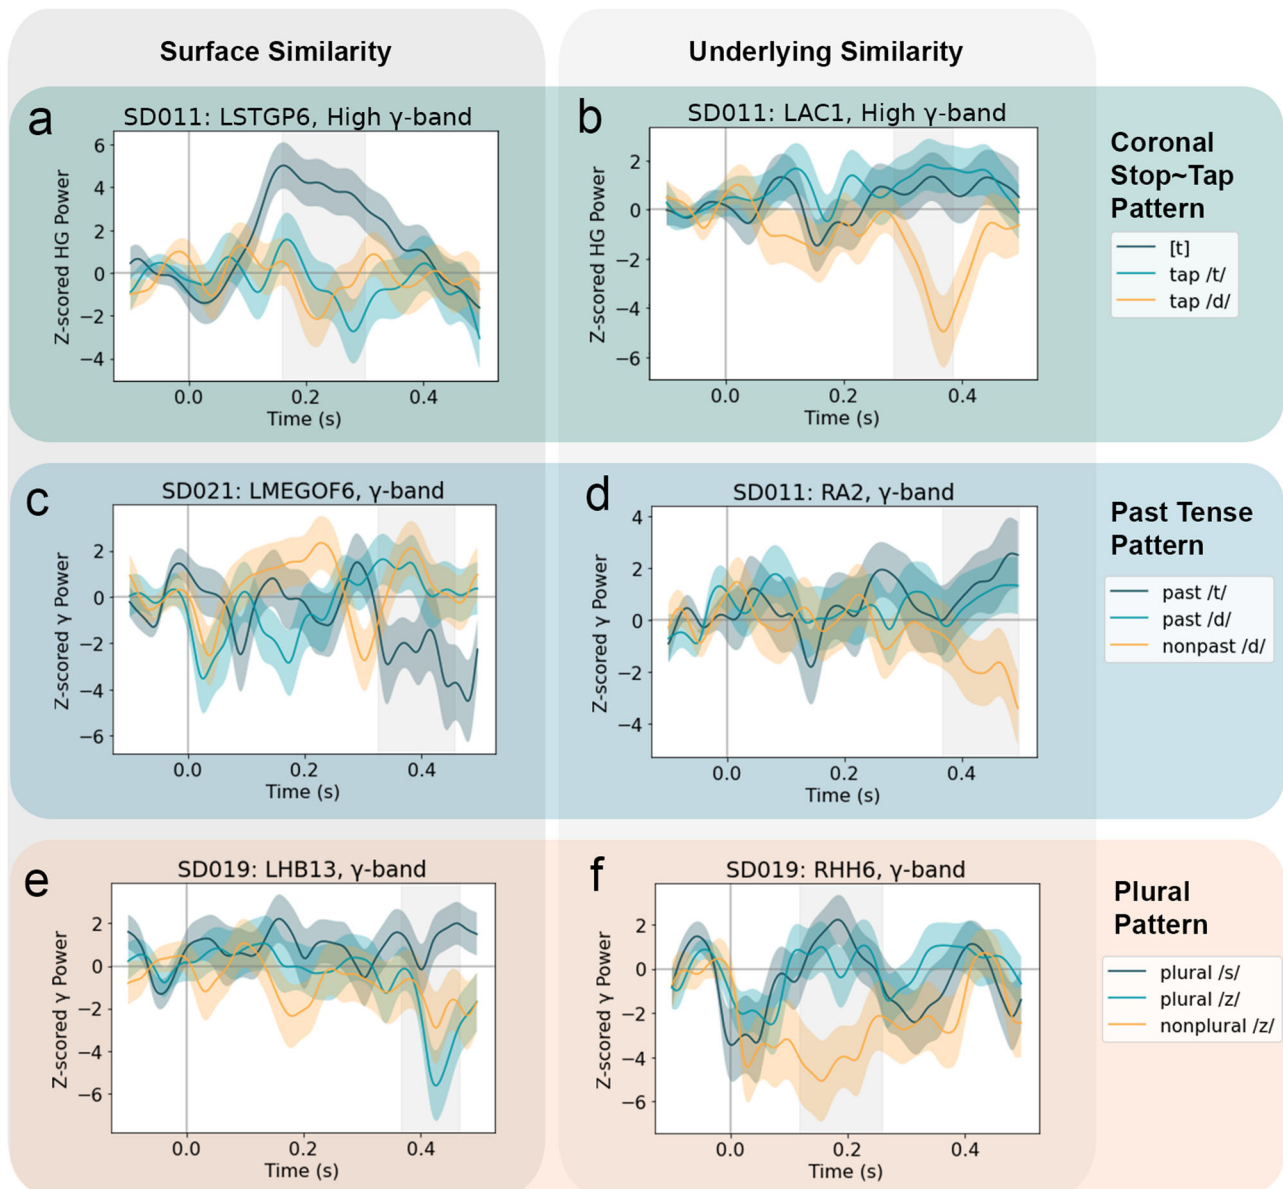 Surface Similarity
Underlying Similarity
a
SD011: LSTGP6, High γ-band
Z-scored HG Power
6
4
2
0
−2
−4
0.0 0.2 0.4
Time (s)
b
SD011: LAC1, High γ-band
Z-scored HG Power
2
0
−2
−4
−6
0.0 0.2 0.4
Time (s)
Coronal
Stop~Tap
Pattern
[t]
tap /t/
tap /d/
c
SD021: LMEGOF6, γ-band
Z-scored γ Power
2
0
−2
−4
−6
0.0 0.2 0.4
Time (s)
d
SD011: RA2, γ-band
Z-scored γ Power
4
2
0
−2
−4
0.0 0.2 0.4
Time (s)
Past Tense
Pattern
past /t/
past /d/
nonpast /d/
e
SD019: LHB13, γ-band
Z-scored γ Power
2
0
−2
−4
−6
0.0 0.2 0.4
Time (s)
f
SD019: RHH6, γ-band
Z-scored γ Power
2
0
−2
−4
−6
0.0 0.2 0.4
Time (s)
Plural
Pattern
plural /s/
plural /z/
nonplural /z/